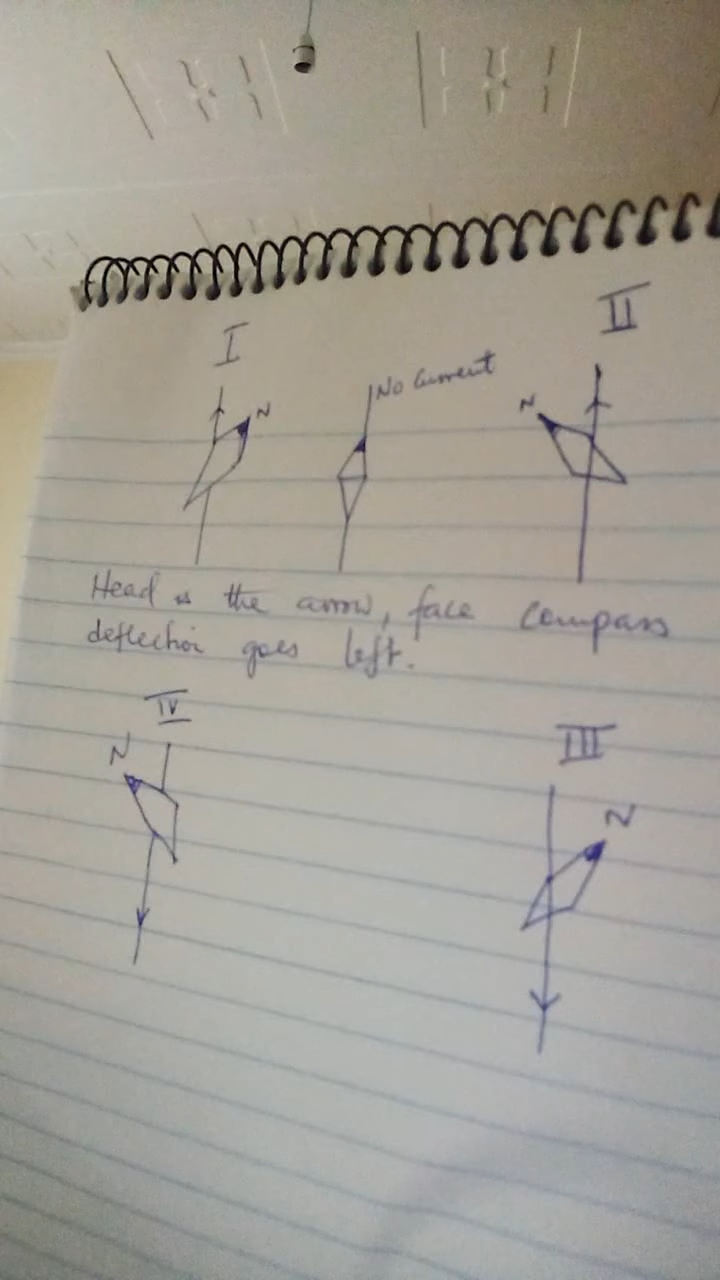 I
II
N
No Current
N
Head is the arrow, face compass
deflection goes left.
IV
III
N
N